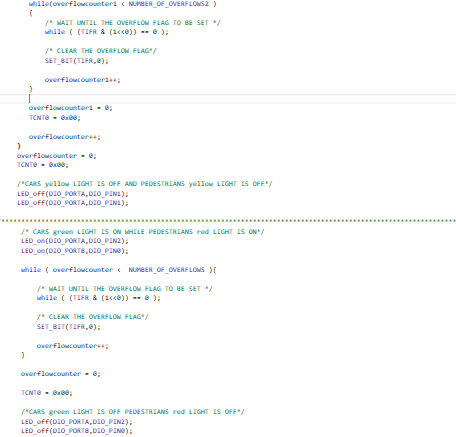 while(overflowcounter1 < NUMBER_OF_OVERFLOWS2 )
{
/* WAIT UNTIL THE OVERFLOW FLAG TO BE SET */
while ( (TIFR & (1<<0)) == 0 );
/* CLEAR THE OVERFLOW FLAG*/
SET_BIT(TIFR,0);
overflowcounter1++;
}
overflowcounter1 = 0;
TCNT0 = 0x00;
overflowcounter++;
}
overflowcounter = 0;
TCNT0 = 0x00;
/*CARS yellow LIGHT IS OFF AND PEDESTRIANS yellow LIGHT IS OFF*/
LED_off(DIO_PORTA,DIO_PIN1);
LED_off(DIO_PORTA,DIO_PIN1);
/* CARS green LIGHT IS ON WHILE PEDESTRIANS red LIGHT IS ON*/
LED_on(DIO_PORTA,DIO_PIN2);
LED_on(DIO_PORTB,DIO_PIN0);
while ( overflowcounter < NUMBER_OF_OVERFLOWS ){
/* WAIT UNTIL THE OVERFLOW FLAG TO BE SET */
while ( (TIFR & (1<<0)) == 0 );
/* CLEAR THE OVERFLOW FLAG*/
SET_BIT(TIFR,0);
overflowcounter++;
}
overflowcounter = 0;
TCNT0 = 0x00;
/*CARS green LIGHT IS OFF PEDESTRIANS red LIGHT IS OFF*/
LED_off(DIO_PORTA,DIO_PIN2);
LED_off(DIO_PORTB,DIO_PIN0);